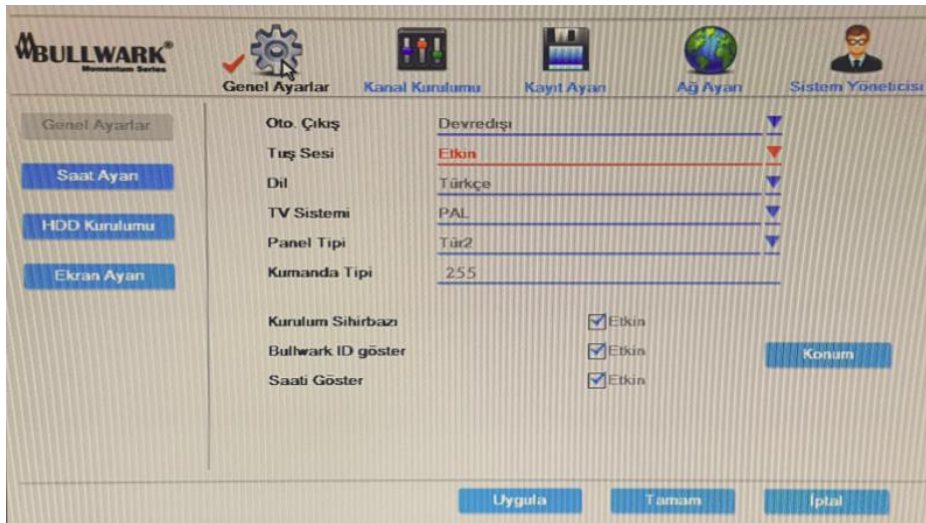 BULLWARK®
Momentum Series
Genel Ayarlar
Kanal Kurulumu
Kayıt Ayarı
Ağ Ayarı
Sistem Yöneticisi
Genel Ayarlar
Saat Ayarı
HDD Kurulumu
Ekran Ayarı
Oto. Çıkış Devredışı
Tuş Sesi Etkin
Dil Türkçe
TV Sistemi PAL
Panel Tipi Tür2
Kumanda Tipi 255
Kurulum Sihirbazı Etkin
Bullwark ID göster Etkin
Konum
Saati Göster Etkin
Uygula Tamam İptal